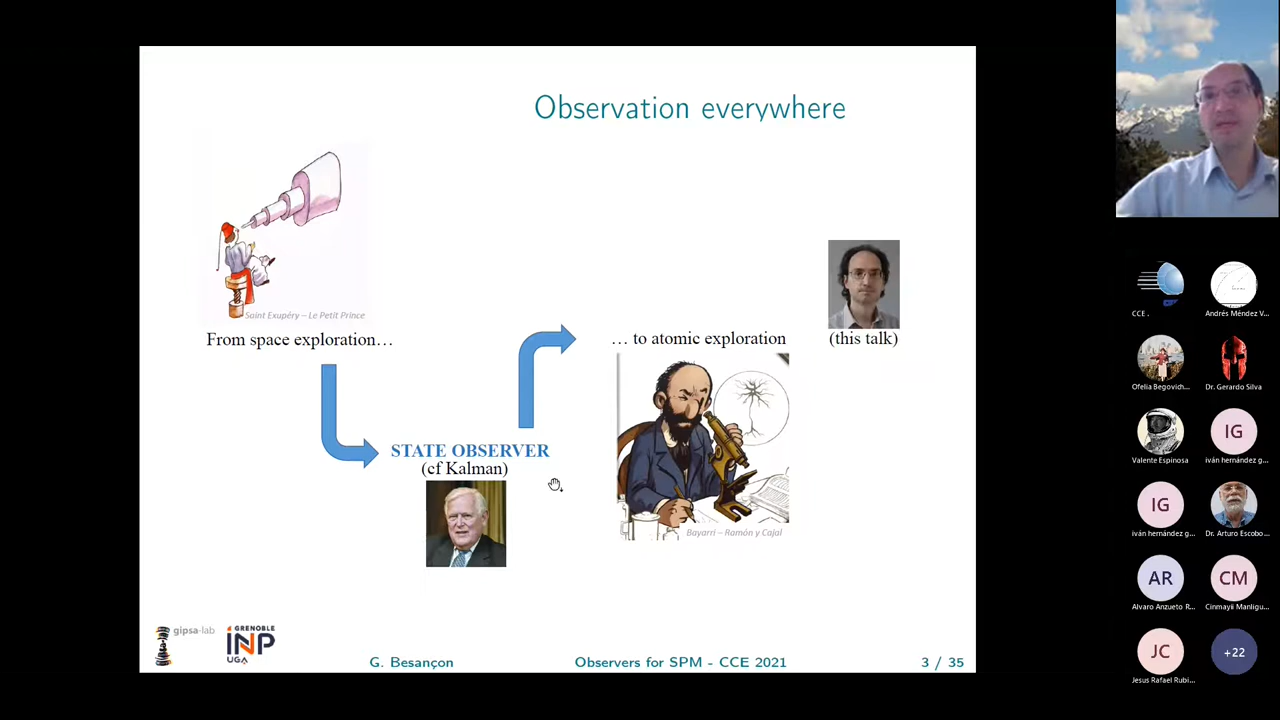 Observation everywhere
Saint Exupéry – Le Petit Prince
From space exploration…
… to atomic exploration
(this talk)
STATE OBSERVER
(cf Kalman)
Bayarri – Ramón y Cajal
gipsa-lab
GRENOBLE
INP
UGA
G. Besançon
Observers for SPM - CCE 2021
3 / 35
CCE .
Andrés Méndez V...
Ofelia Begovich...
Dr. Gerardo Silva
Valente Espinosa
IG
iván hernández g...
IG
iván hernández g...
Dr. Arturo Escobo...
AR
Alvaro Anzueto R...
CM
Cinmayii Manligu...
JC
Jesus Rafael Rubi...
+22